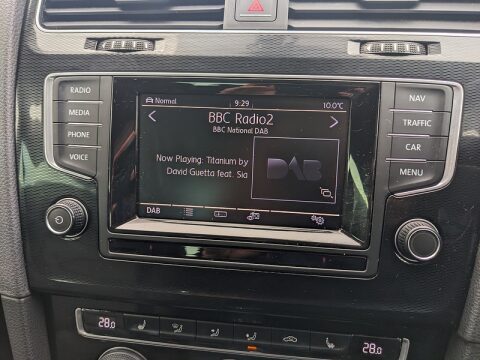 RADIO
MEDIA
PHONE
VOICE
Normal
9:29
10.0°C
BBC Radio2
BBC National DAB
Now Playing: Titanium by
David Guetta feat. Sia
DAB
DAB
NAV
TRAFFIC
CAR
MENU
28.0
28.0